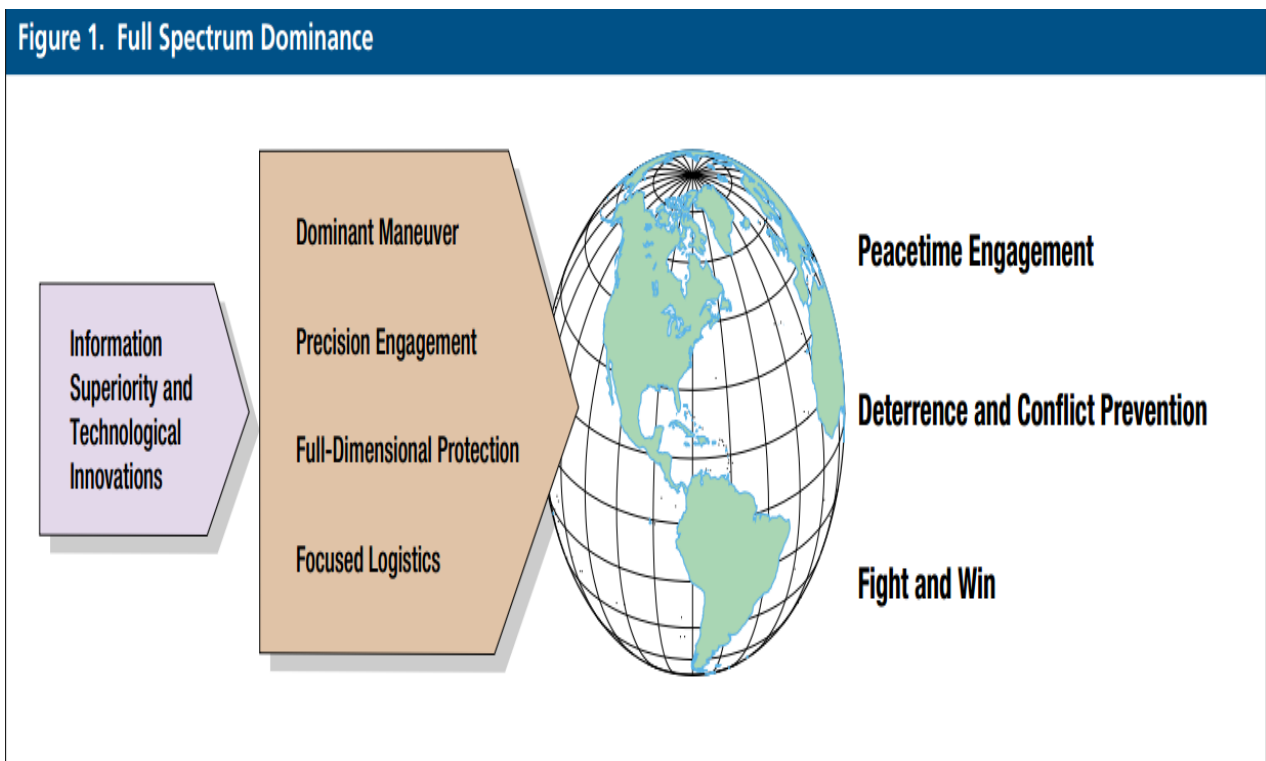 Figure 1. Full Spectrum Dominance
Information
Superiority and
Technological
Innovations
Dominant Maneuver
Precision Engagement
Full-Dimensional Protection
Focused Logistics
Peacetime Engagement
Deterrence and Conflict Prevention
Fight and Win